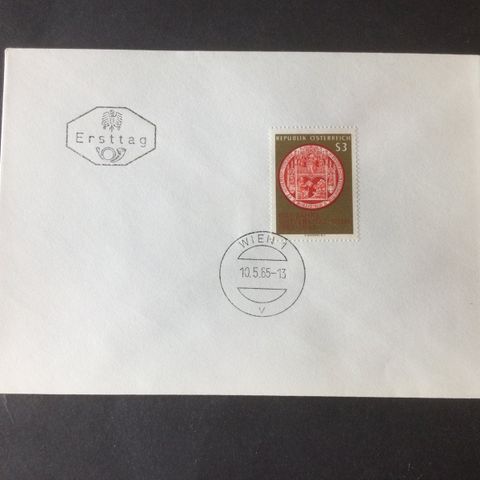 Ersttag
REPUBLIK ÖSTERREICH
S3
WIEN 1
10.5.65-13
V